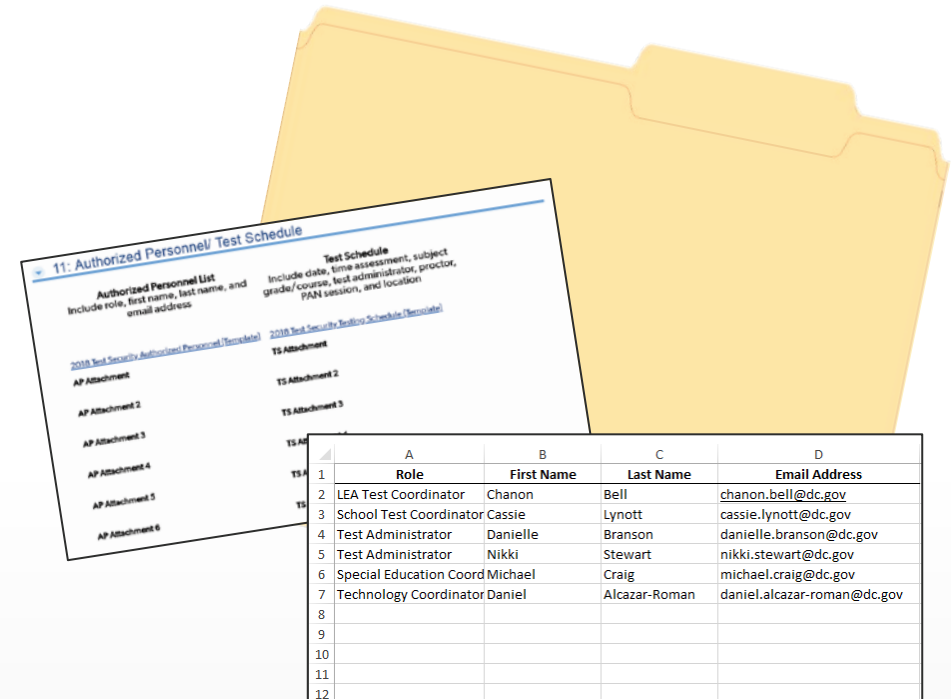 11: Authorized Personnel/ Test Schedule
Authorized Personnel List
Include role, first name, last name, and
email address
Test Schedule
Include date, time assessment, subject
grade/course, test administrator, proctor,
PAN session, and location
2018 Test Security Authorized Personnel (Template)
2018 Test Security Testing Schedule (Template)
AP Attachment
TS Attachment
AP Attachment 2
TS Attachment 2
AP Attachment 3
TS Attachment 3
AP Attachment 4
AP Attachment 5
AP Attachment 6
A B C D
1 Role First Name Last Name Email Address
2 LEA Test Coordinator Chanon Bell chanon.bell@dc.gov
3 School Test Coordinator Cassie Lynott cassie.lynott@dc.gov
4 Test Administrator Danielle Branson danielle.branson@dc.gov
5 Test Administrator Nikki Stewart nikki.stewart@dc.gov
6 Special Education Coord Michael Craig michael.craig@dc.gov
7 Technology Coordinator Daniel Alcazar-Roman daniel.alcazar-roman@dc.gov
8
9
10
11
12